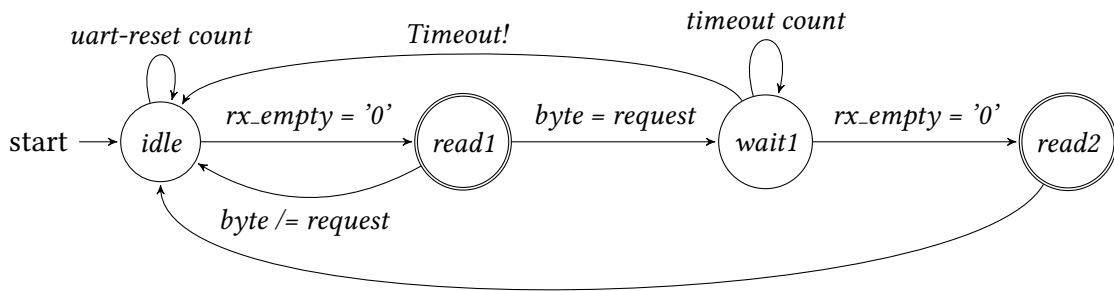 uart-reset count
Timeout!
timeout count
start
idle
rx_empty = '0'
read1
byte = request
wait1
rx_empty = '0'
read2
byte /= request